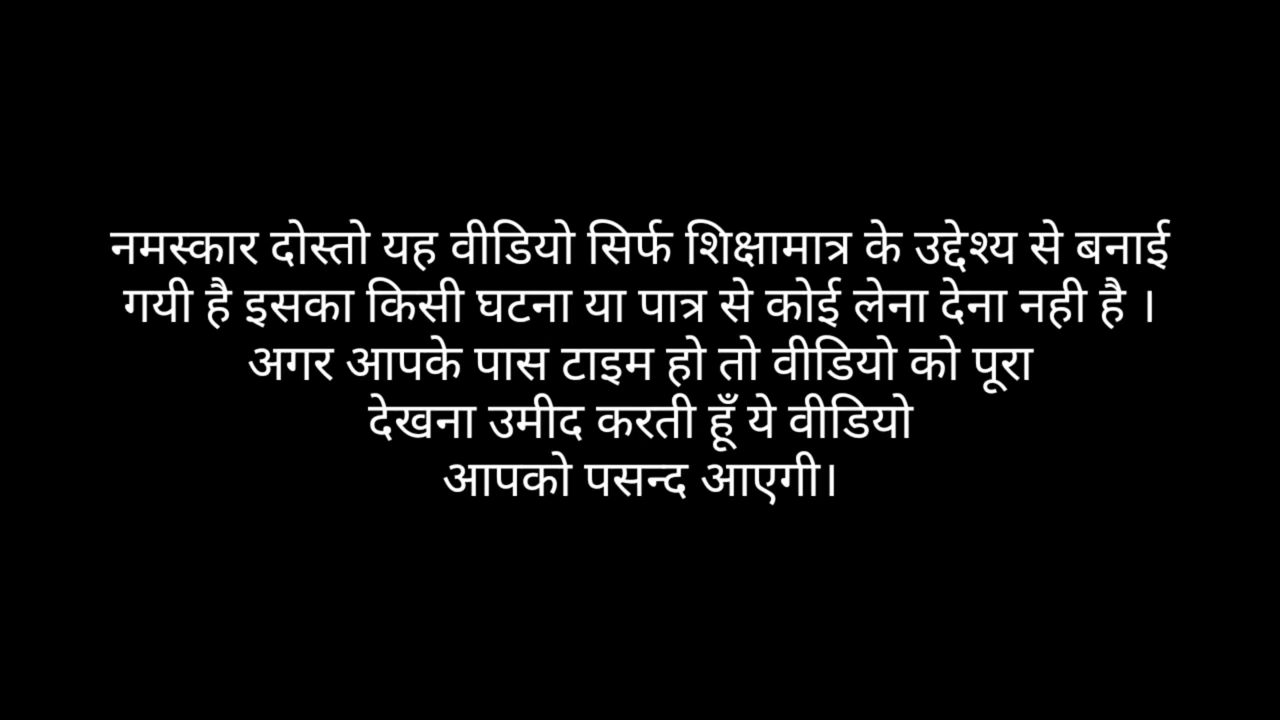 नमस्कार दोस्तो यह वीडियो सिर्फ शिक्षामात्र के उद्देश्य से बनाई
गयी है इसका किसी घटना या पात्र से कोई लेना देना नही है ।
अगर आपके पास टाइम हो तो वीडियो को पूरा
देखना उमीद करती हूँ ये वीडियो
आपको पसन्द आएगी।